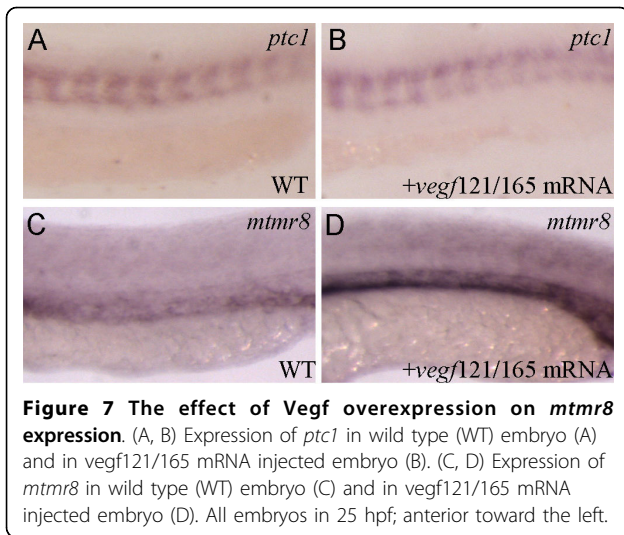 A
ptc1
WT
B
ptc1
+vegf121/165 mRNA
C
mtmr8
WT
D
mtmr8
+vegf121/165 mRNA
Figure 7 The effect of Vegf overexpression on mtmr8
expression. (A, B) Expression of ptc1 in wild type (WT) embryo (A)
and in vegf121/165 mRNA injected embryo (B). (C, D) Expression of
mtmr8 in wild type (WT) embryo (C) and in vegf121/165 mRNA
injected embryo (D). All embryos in 25 hpf; anterior toward the left.